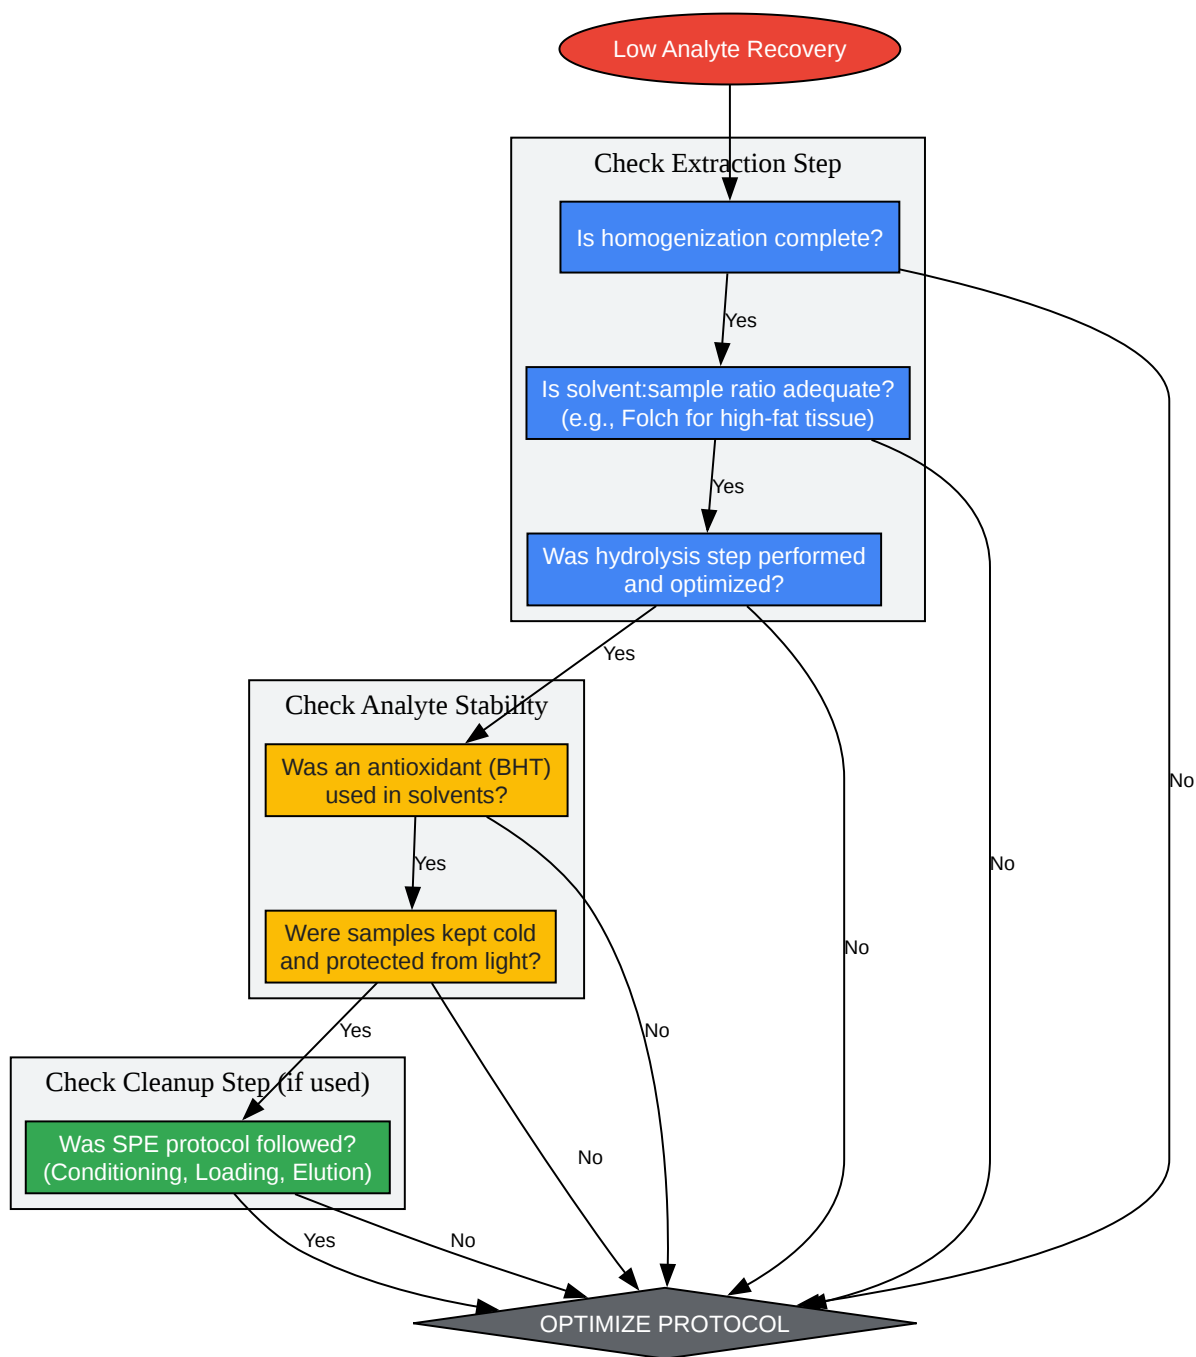 Low Analyte Recovery
Check Extraction Step
Is homogenization complete?
Yes
Is solvent:sample ratio adequate?
(e.g., Folch for high-fat tissue)
Yes
Was hydrolysis step performed
and optimized?
Yes
Check Analyte Stability
Was an antioxidant (BHT)
used in solvents?
No
Yes
No
Were samples kept cold
and protected from light?
No
Yes
No
Check Cleanup Step (if used)
Was SPE protocol followed?
(Conditioning, Loading, Elution)
No
Yes
No
OPTIMIZE PROTOCOL